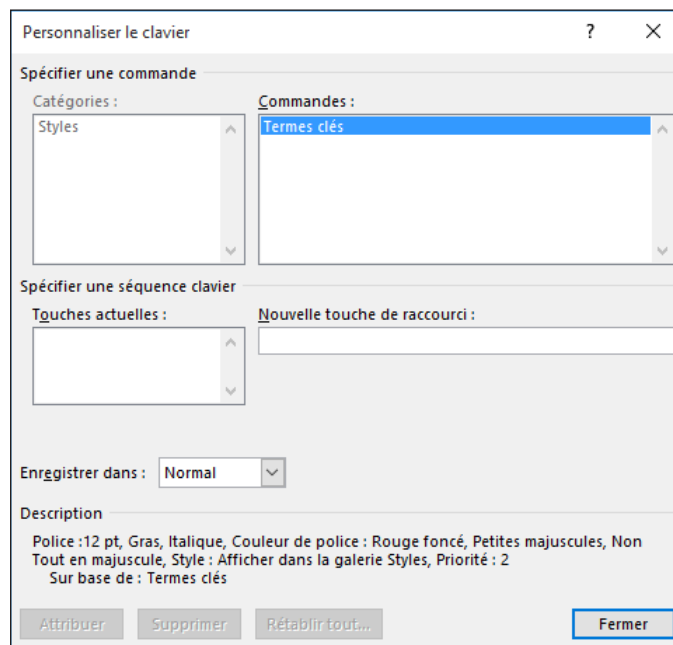 Personnaliser le clavier ?
Spécifier une commande
Catégories : Commandes :
Styles Termes clés
Spécifier une séquence clavier
Touches actuelles : Nouvelle touche de raccourci :
Enregistrer dans : Normal
Description
Police :12 pt, Gras, Italique, Couleur de police : Rouge foncé, Petites majuscules, Non
Tout en majuscule, Style : Afficher dans la galerie Styles, Priorité : 2
Sur base de : Termes clés
Attribuer Supprimer Rétablir tout... Fermer